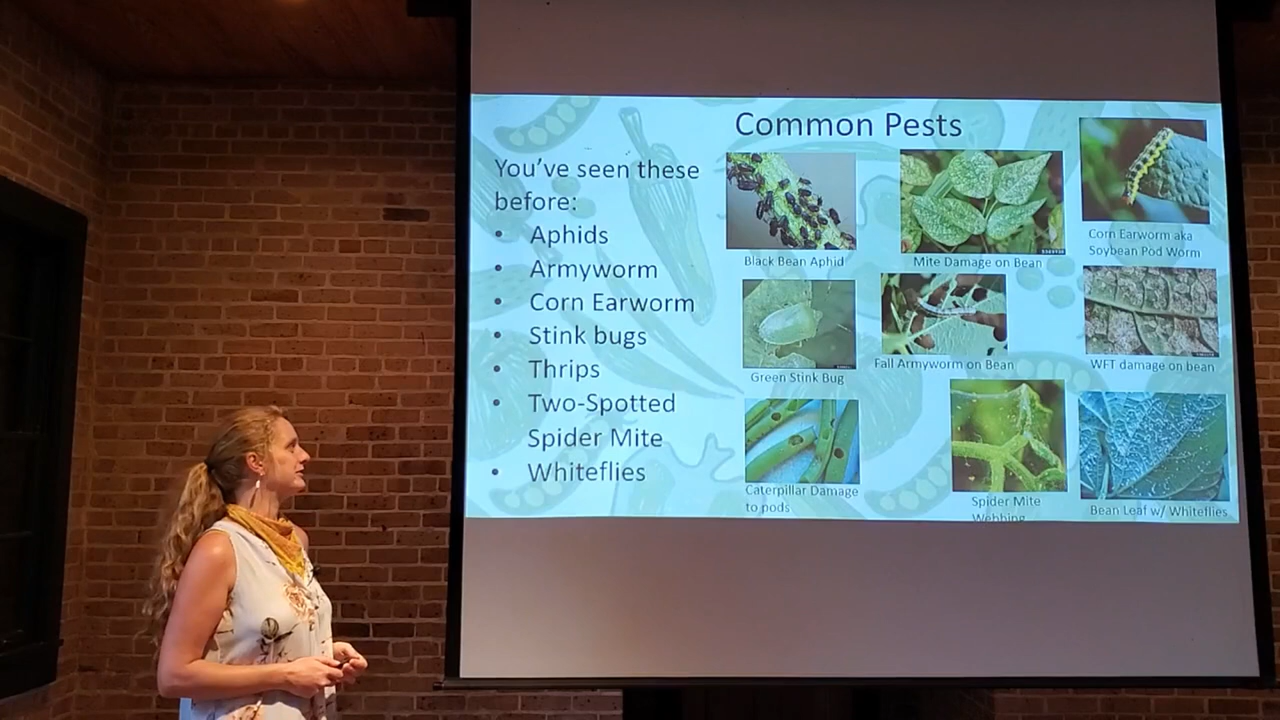 Common Pests
You've seen these
before:
• Aphids
• Armyworm
• Corn Earworm
• Stink bugs
• Thrips
• Two-Spotted
Spider Mite
• Whiteflies
Black Bean Aphid
Mite Damage on Bean
Corn Earworm aka
Soybean Pod Worm
Green Stink Bug
Fall Armyworm on Bean
WFT damage on bean
Caterpillar Damage
to pods
Spider Mite
Webbing
Bean Leaf w/ Whiteflies